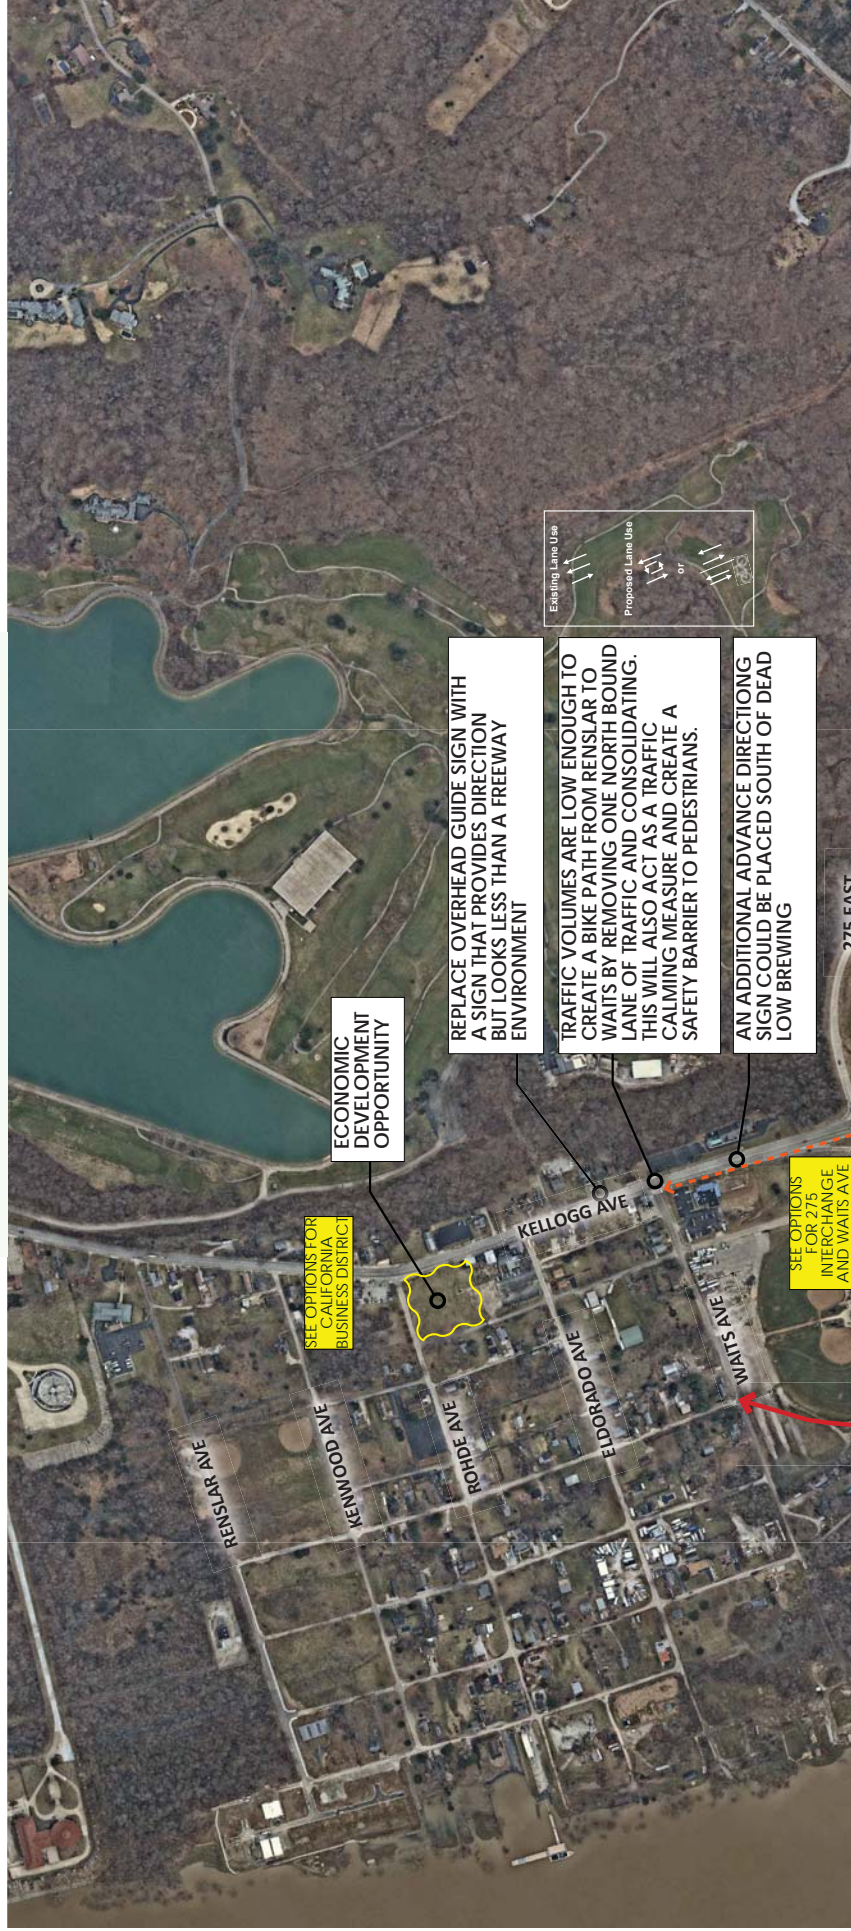 SEE OPTIONS FOR
CALIFORNIA
BUSINESS DISTRICT
ECONOMIC
DEVELOPMENT
OPPORTUNITY
REPLACE OVERHEAD GUIDE SIGN WITH
A SIGN THAT PROVIDES DIRECTION
BUT LOOKS LESS THAN A FREEWAY
ENVIRONMENT
TRAFFIC VOLUMES ARE LOW ENOUGH TO
CREATE A BIKE PATH FROM RENSLAR TO
WAITS BY REMOVING ONE NORTH BOUND
LANE OF TRAFFIC AND CONSOLIDATING.
THIS WILL ALSO ACT AS A TRAFFIC
CALMING MEASURE AND CREATE A
SAFETY BARRIER TO PEDESTRIANS.
AN ADDITIONAL ADVANCE DIRECTIONG
SIGN COULD BE PLACED SOUTH OF DEAD
LOW BREWING
Existing Lane Use
Proposed Lane Use
or
RENSLAR AVE
KENWOOD AVE
ROHDE AVE
ELDORADO AVE
WAITS AVE
KELLOGG AVE
SEE OPTIONS
FOR 275
INTERCHANGE
AND WAITS AVE
275 EAST